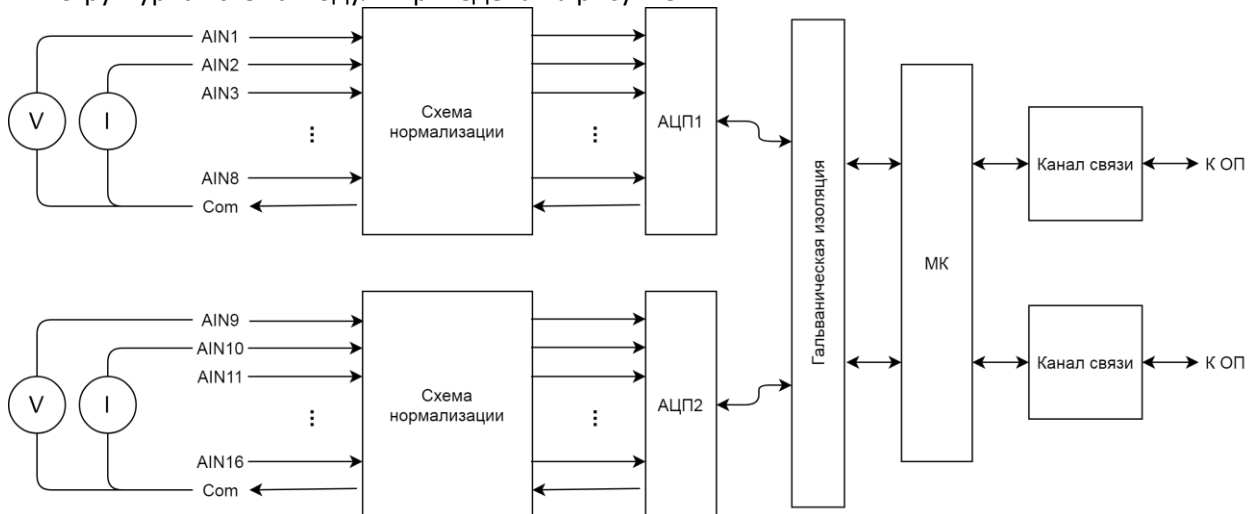 AIN1
AIN2
AIN3
⋮
AIN8
Com
V
I
Схема
нормализации
⋮
АЦП1
AIN9
AIN10
AIN11
⋮
AIN16
Com
V
I
Схема
нормализации
⋮
АЦП2
Гальваническая изоляция
МК
Канал связи
К ОП
Канал связи
К ОП